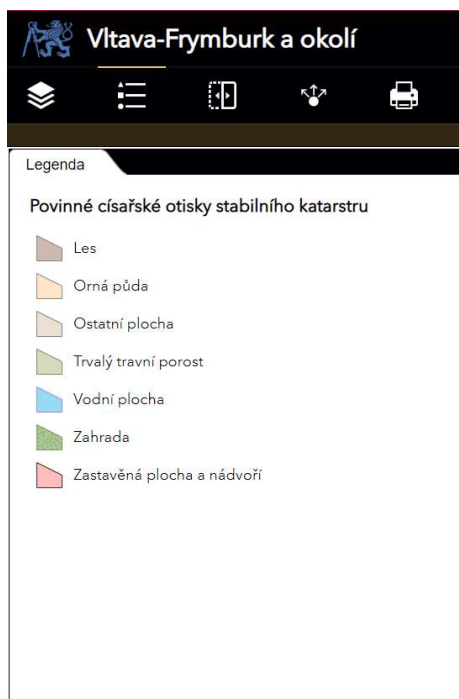 Vltava-Frymburk a okolí
Legenda
Povinné císařské otisky stabilního katarstru
Les
Orná půda
Ostatní plocha
Trvalý travní porost
Vodní plocha
Zahrada
Zastavěná plocha a nádvoří